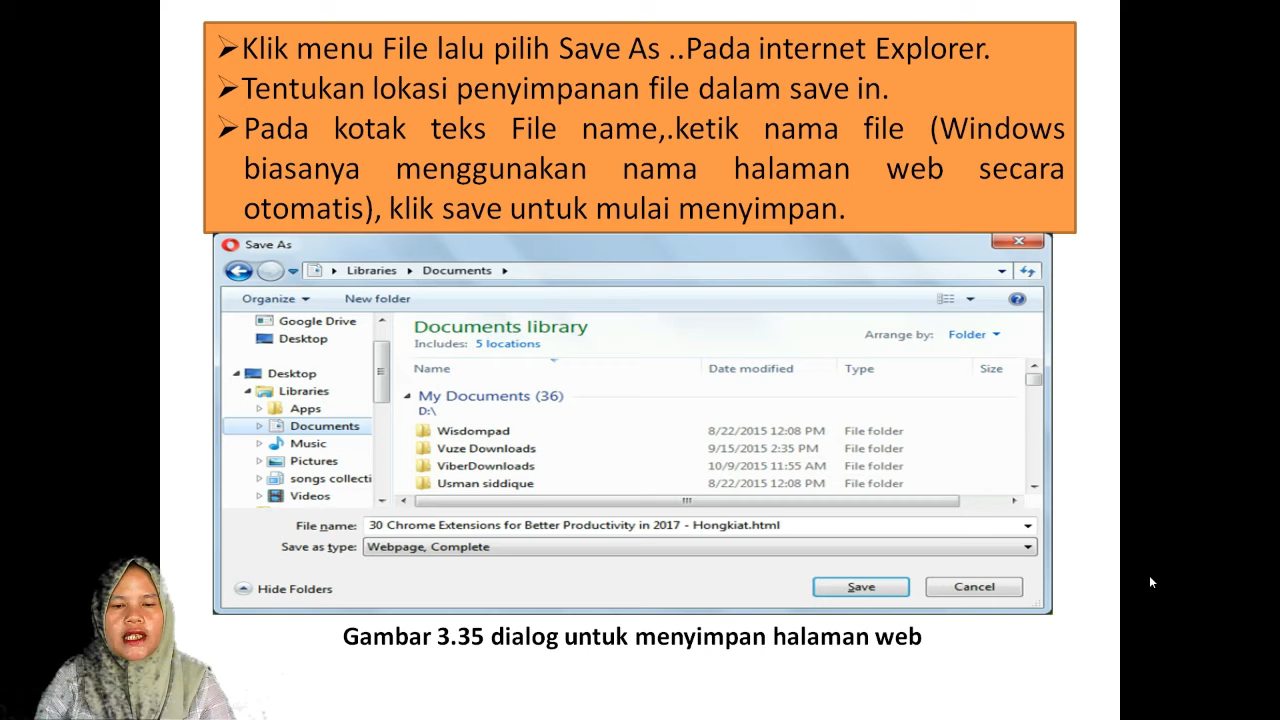 ➢Klik menu File lalu pilih Save As ..Pada internet Explorer.
➢Tentukan lokasi penyimpanan file dalam save in.
➢Pada kotak teks File name,.ketik nama file (Windows
biasanya menggunakan nama halaman web secara
otomatis), klik save untuk mulai menyimpan.
Save As
Libraries Documents
Organize New folder
Google Drive
Desktop
Desktop
Libraries
Apps
Documents
Music
Pictures
songs collecti
Videos
Documents library
Includes: 5 locations
Arrange by: Folder
Name Date modified Type Size
My Documents (36)
D:\
Wisdompad 8/22/2015 12:08 PM File folder
Vuze Downloads 9/15/2015 2:35 PM File folder
ViberDownloads 10/9/2015 11:55 AM File folder
Usman siddique 8/22/2015 12:08 PM File folder
File name: 30 Chrome Extensions for Better Productivity in 2017 - Hongkiat.html
Save as type: Webpage, Complete
Hide Folders Save Cancel
Gambar 3.35 dialog untuk menyimpan halaman web